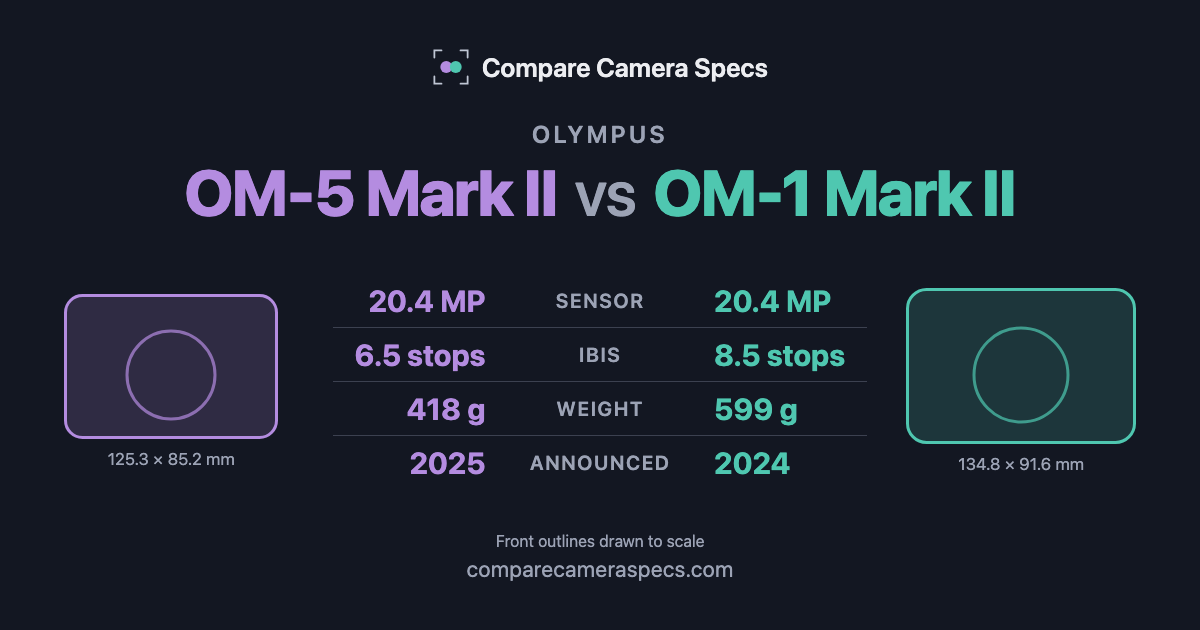 Compare Camera Specs
OLYMPUS
OM-5 Mark II vs OM-1 Mark II
20.4 MP SENSOR 20.4 MP
6.5 stops IBIS 8.5 stops
418 g WEIGHT 599 g
2025 ANNOUNCED 2024
125.3 × 85.2 mm
134.8 × 91.6 mm
Front outlines drawn to scale
comparecameraspecs.com